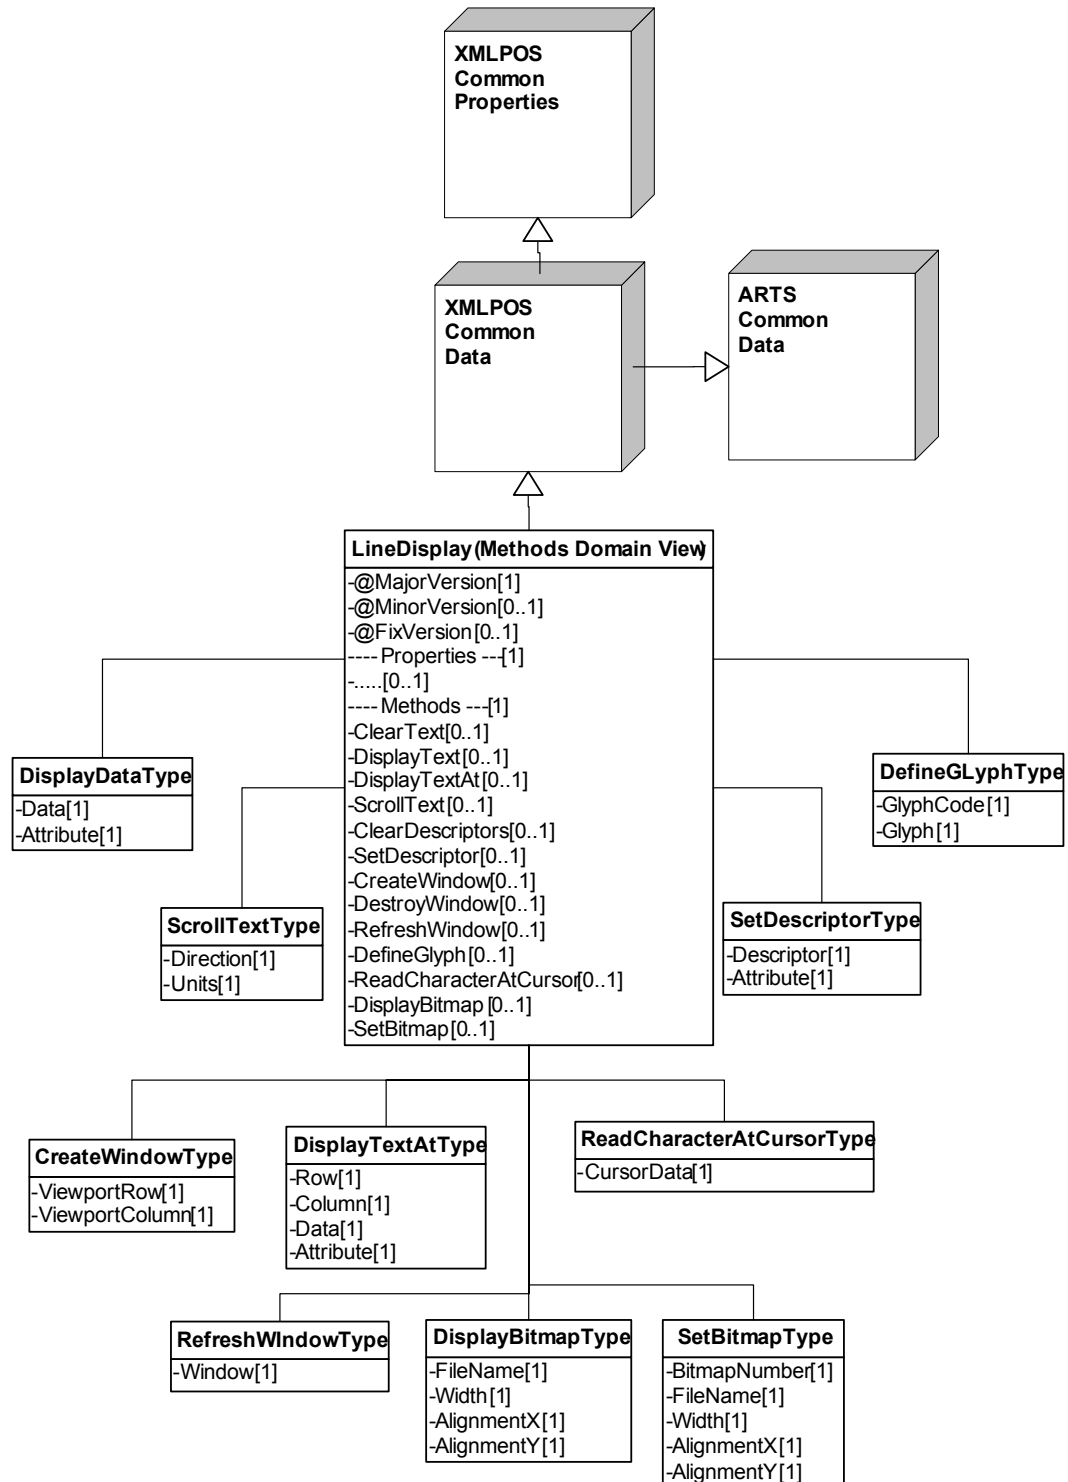 XMLPOS
Common
Properties
XMLPOS
Common
Data
ARTS
Common
Data
LineDisplay (Methods Domain View)
-@MajorVersion[1]
-@MinorVersion[0..1]
-@FixVersion[0..1]
---- Properties ---[1]
-.....[0..1]
---- Methods ---[1]
-ClearText[0..1]
-DisplayText[0..1]
-DisplayTextAt[0..1]
-ScrollText[0..1]
-ClearDescriptors[0..1]
-SetDescriptor[0..1]
-CreateWindow[0..1]
-DestroyWindow[0..1]
-RefreshWindow[0..1]
-DefineGlyph[0..1]
-ReadCharacterAtCursor[0..1]
-DisplayBitmap [0..1]
-SetBitmap[0..1]
DisplayDataType
-Data[1]
-Attribute[1]
DefineGLyphType
-GlyphCode[1]
-Glyph[1]
ScrollTextType
-Direction[1]
-Units[1]
SetDescriptorType
-Descriptor[1]
-Attribute[1]
CreateWindowType
-ViewportRow[1]
-ViewportColumn[1]
DisplayTextAtType
-Row[1]
-Column[1]
-Data[1]
-Attribute[1]
ReadCharacterAtCursorType
-CursorData[1]
RefreshWIndowType
-Window[1]
DisplayBitmapType
-FileName[1]
-Width[1]
-AlignmentX[1]
-AlignmentY[1]
SetBitmapType
-BitmapNumber[1]
-FileName[1]
-Width[1]
-AlignmentX[1]
-AlignmentY[1]